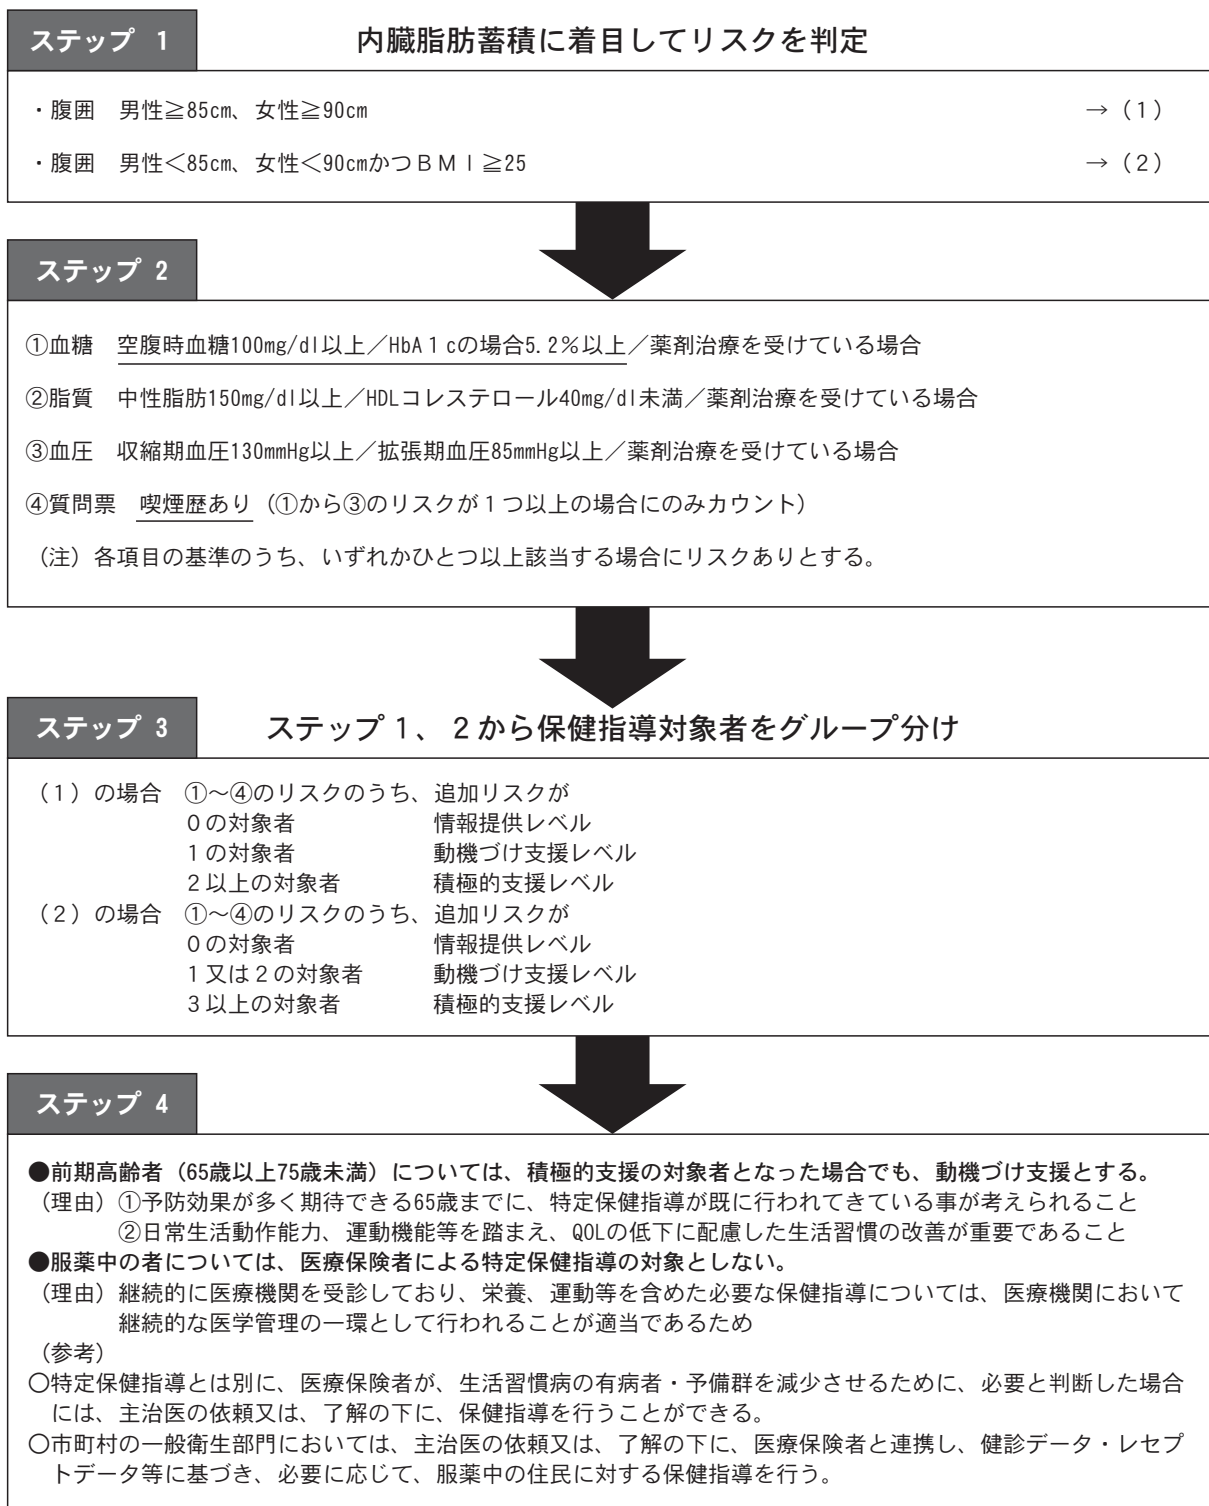 ステップ 1
内臓脂肪蓄積に着目してリスクを判定
・腹囲 男性≧85cm、女性≧90cm →（1）
・腹囲 男性＜85cm、女性＜90cmかつＢＭＩ≧25 →（2）
ステップ 2
①血糖 空腹時血糖100mg/dl以上／HbA1cの場合5.2％以上／薬剤治療を受けている場合
②脂質 中性脂肪150mg/dl以上／HDLコレステロール40mg/dl未満／薬剤治療を受けている場合
③血圧 収縮期血圧130mmHg以上／拡張期血圧85mmHg以上／薬剤治療を受けている場合
④質問票 喫煙歴あり（①から③のリスクが1つ以上の場合にのみカウント）
（注）各項目の基準のうち、いずれかひとつ以上該当する場合にリスクありとする。
ステップ 3
ステップ1、2から保健指導対象者をグループ分け
（1）の場合 ①～④のリスクのうち、追加リスクが
0の対象者 情報提供レベル
1の対象者 動機づけ支援レベル
2以上の対象者 積極的支援レベル
（2）の場合 ①～④のリスクのうち、追加リスクが
0の対象者 情報提供レベル
1又は2の対象者 動機づけ支援レベル
3以上の対象者 積極的支援レベル
ステップ 4
●前期高齢者（65歳以上75歳未満）については、積極的支援の対象者となった場合でも、動機づけ支援とする。
（理由）①予防効果が多く期待できる65歳までに、特定保健指導が既に行われてきている事が考えられること
②日常生活動作能力、運動機能等を踏まえ、QOLの低下に配慮した生活習慣の改善が重要であること
●服薬中の者については、医療保険者による特定保健指導の対象としない。
（理由）継続的に医療機関を受診しており、栄養、運動等を含めた必要な保健指導については、医療機関において
継続的な医学管理の一環として行われることが適当であるため
（参考）
○特定保健指導とは別に、医療保険者が、生活習慣病の有病者・予備群を減少させるために、必要と判断した場合
には、主治医の依頼又は、了解の下に、保健指導を行うことができる。
○市町村の一般衛生部門においては、主治医の依頼又は、了解の下に、医療保険者と連携し、健診データ・レセプ
トデータ等に基づき、必要に応じて、服薬中の住民に対する保健指導を行う。